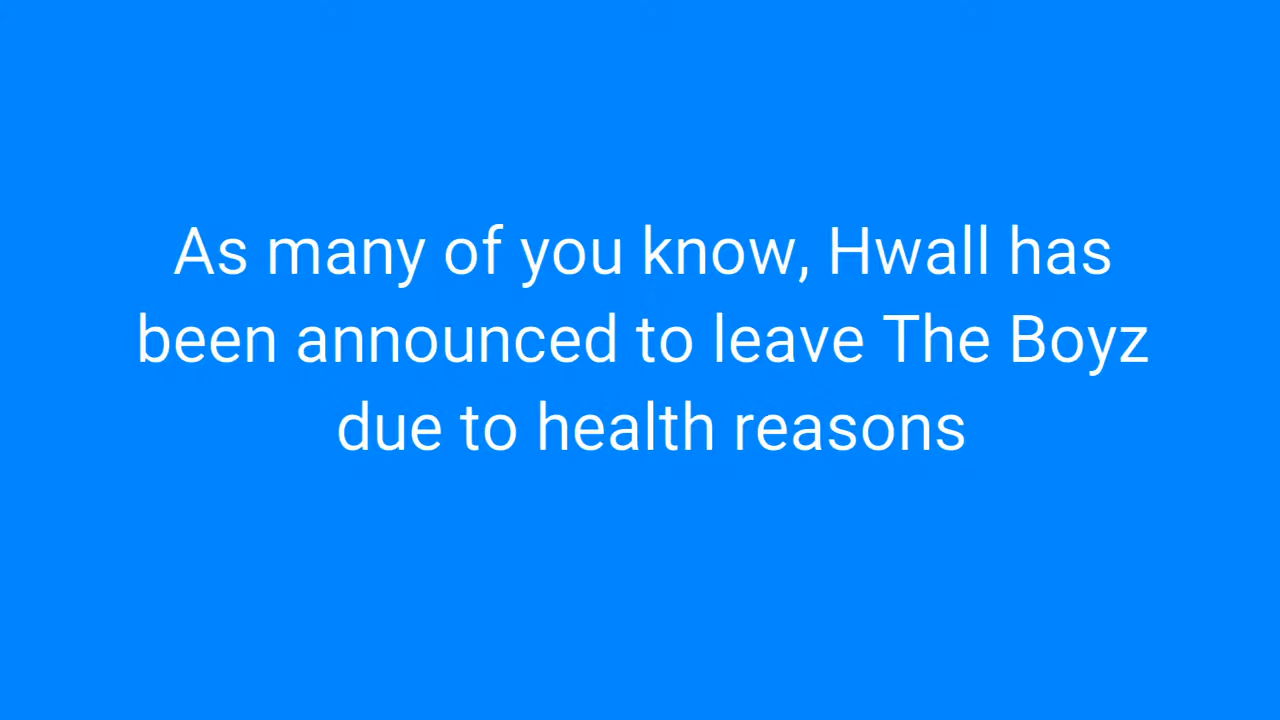 As many of you know, Hwall has
been announced to leave The Boyz
due to health reasons